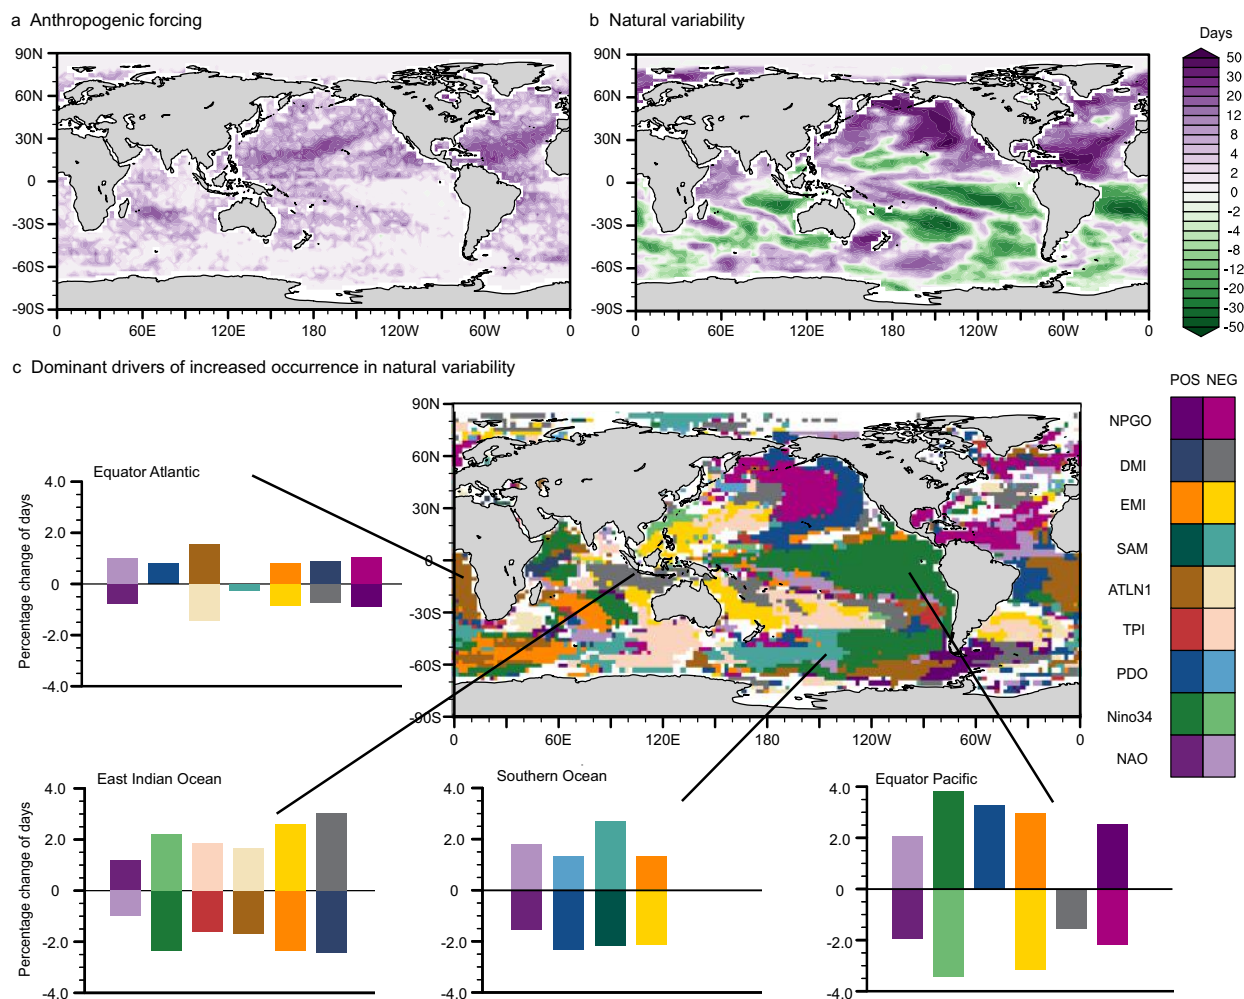 a Anthropogenic forcing
b Natural variability
Days
90N
60N
30N
0
-30S
-60S
-90S
0
60E
120E
180
120W
60W
0
90N
60N
30N
0
-30S
-60S
-90S
0
60E
120E
180
120W
60W
0
50
30
20
12
8
4
2
0
-2
-4
-8
-12
-20
-30
-50
c Dominant drivers of increased occurrence in natural variability
POS NEG
NPGO
DMI
EMI
SAM
ATLN1
TPI
PDO
Nino34
NAO
90N
60N
30N
0
-30S
-60S
-90S
0
60E
120E
180
120W
60W
0
Equator Atlantic
Percentage change of days
4.0
2.0
0
-2.0
-4.0
East Indian Ocean
Percentage change of days
4.0
2.0
0
-2.0
-4.0
Southern Ocean
4.0
2.0
0
-2.0
-4.0
Equator Pacific
4.0
2.0
0
-2.0
-4.0